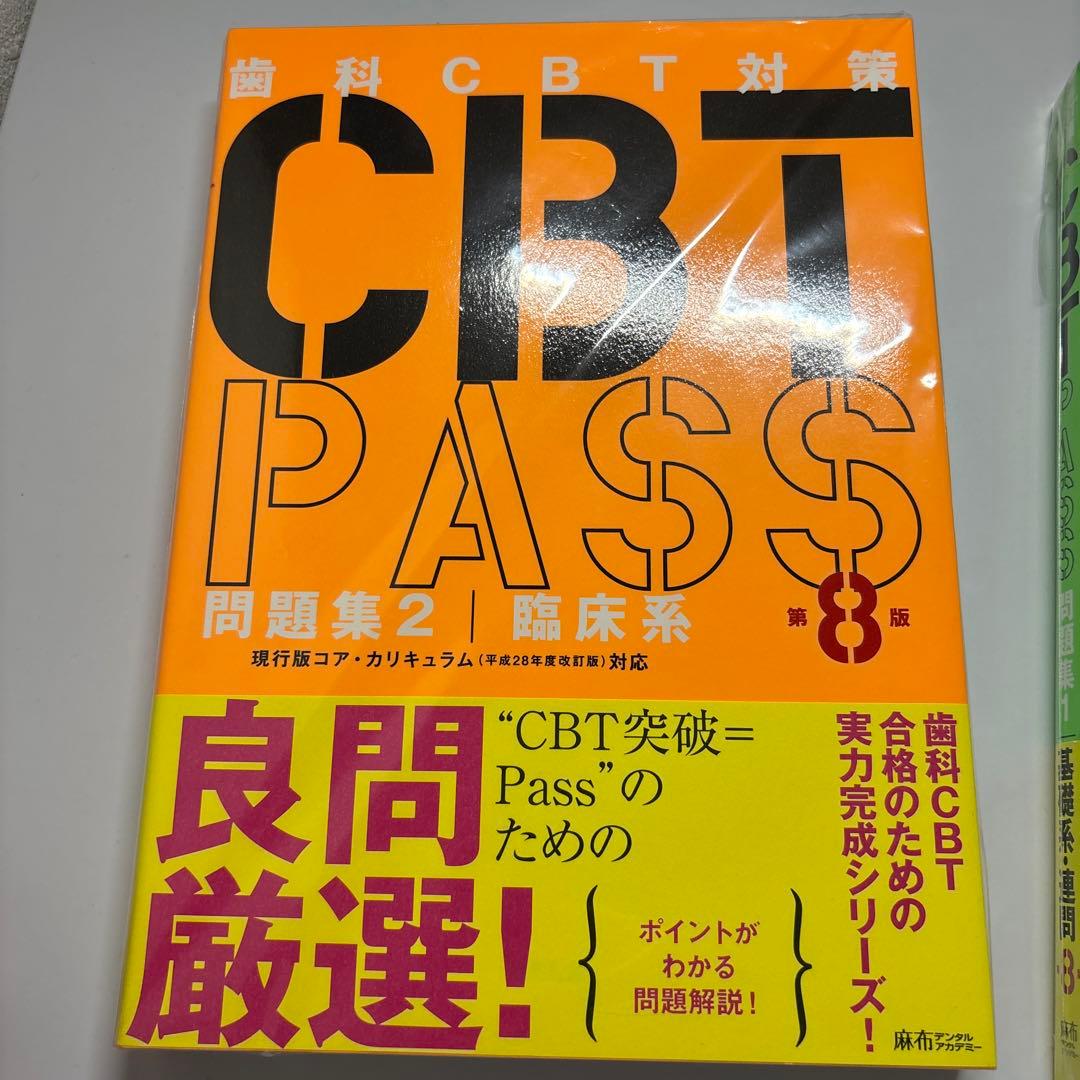 歯科CBT対策
CBT
PASS
問題集2｜臨床系
第8版
現行版コア・カリキュラム(平成28年度改訂版)対応
良問
厳選!
“CBT突破=
Pass”の
ための
{ポイントが
わかる
問題解説!}
歯科CBT
合格のための
実力完成シリーズ!
麻布デンタルアカデミー
CBT
PASS
問題集1
基礎系・連問
8